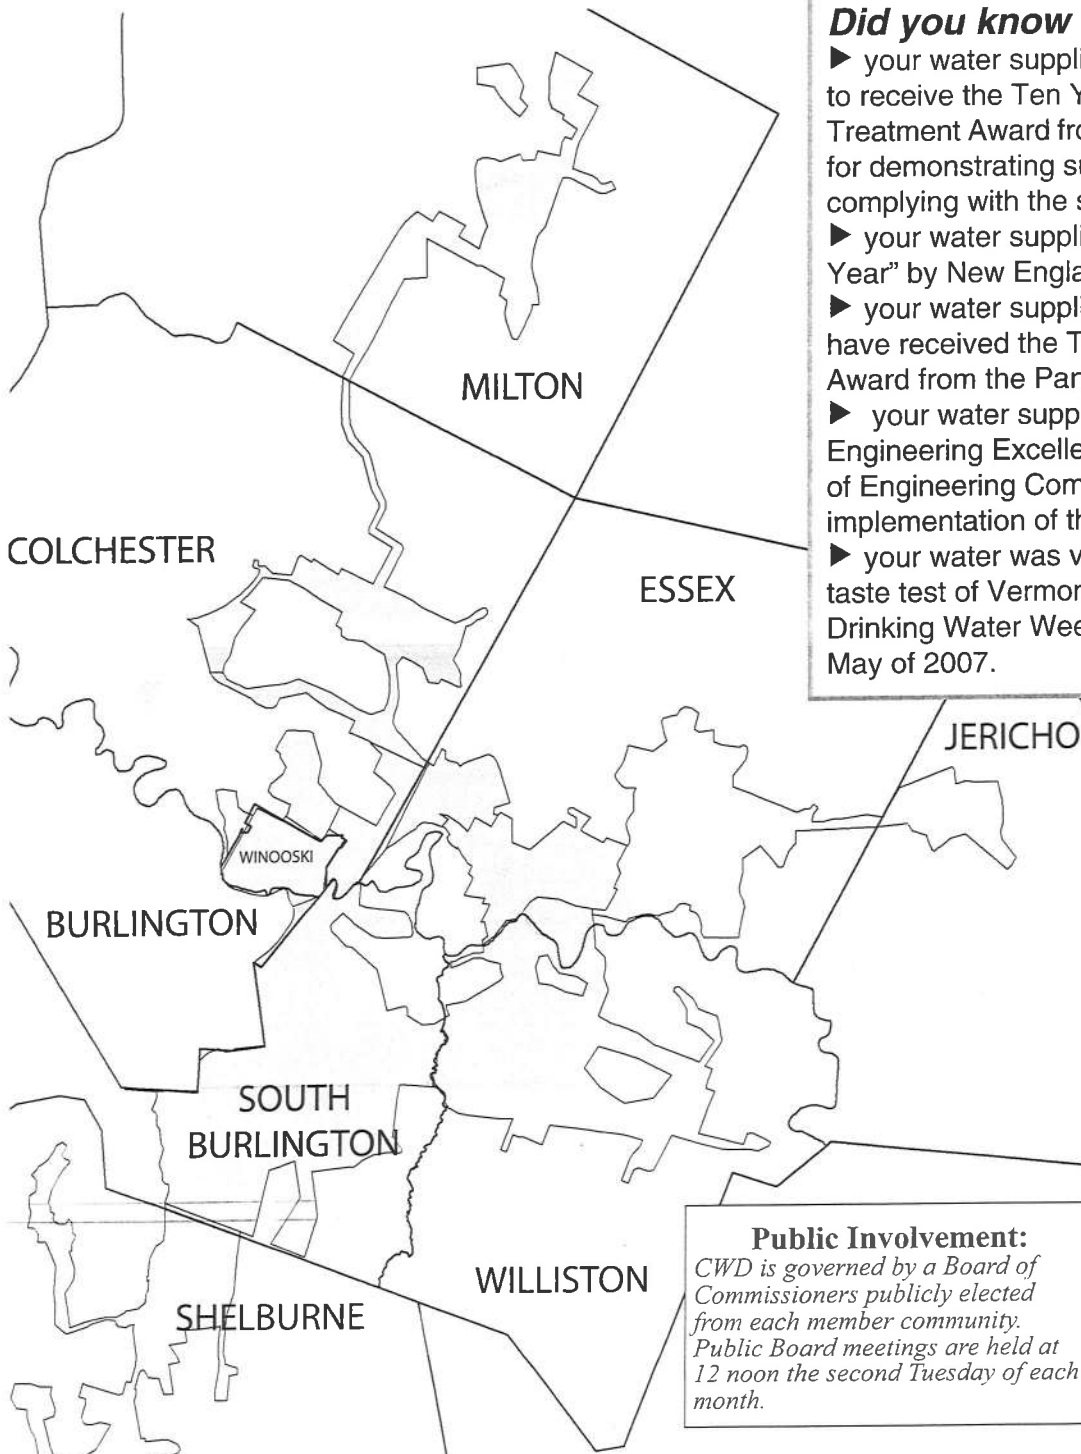 Did you know
▶ your water suppli
to receive the Ten Y
Treatment Award fro
for demonstrating su
complying with the s
▶ your water suppli
Year” by New Engla
▶ your water suppli
have received the T
Award from the Par
▶ your water supp
Engineering Excelle
of Engineering Com
implementation of th
▶ your water was v
taste test of Vermon
Drinking Water Wee
May of 2007.
MILTON
COLCHESTER
ESSEX
JERICHO
WINOOSKI
BURLINGTON
SOUTH
BURLINGTON
WILLISTON
SHELBURNE
Public Involvement:
CWD is governed by a Board of
Commissioners publicly elected
from each member community.
Public Board meetings are held at
12 noon the second Tuesday of each
month.